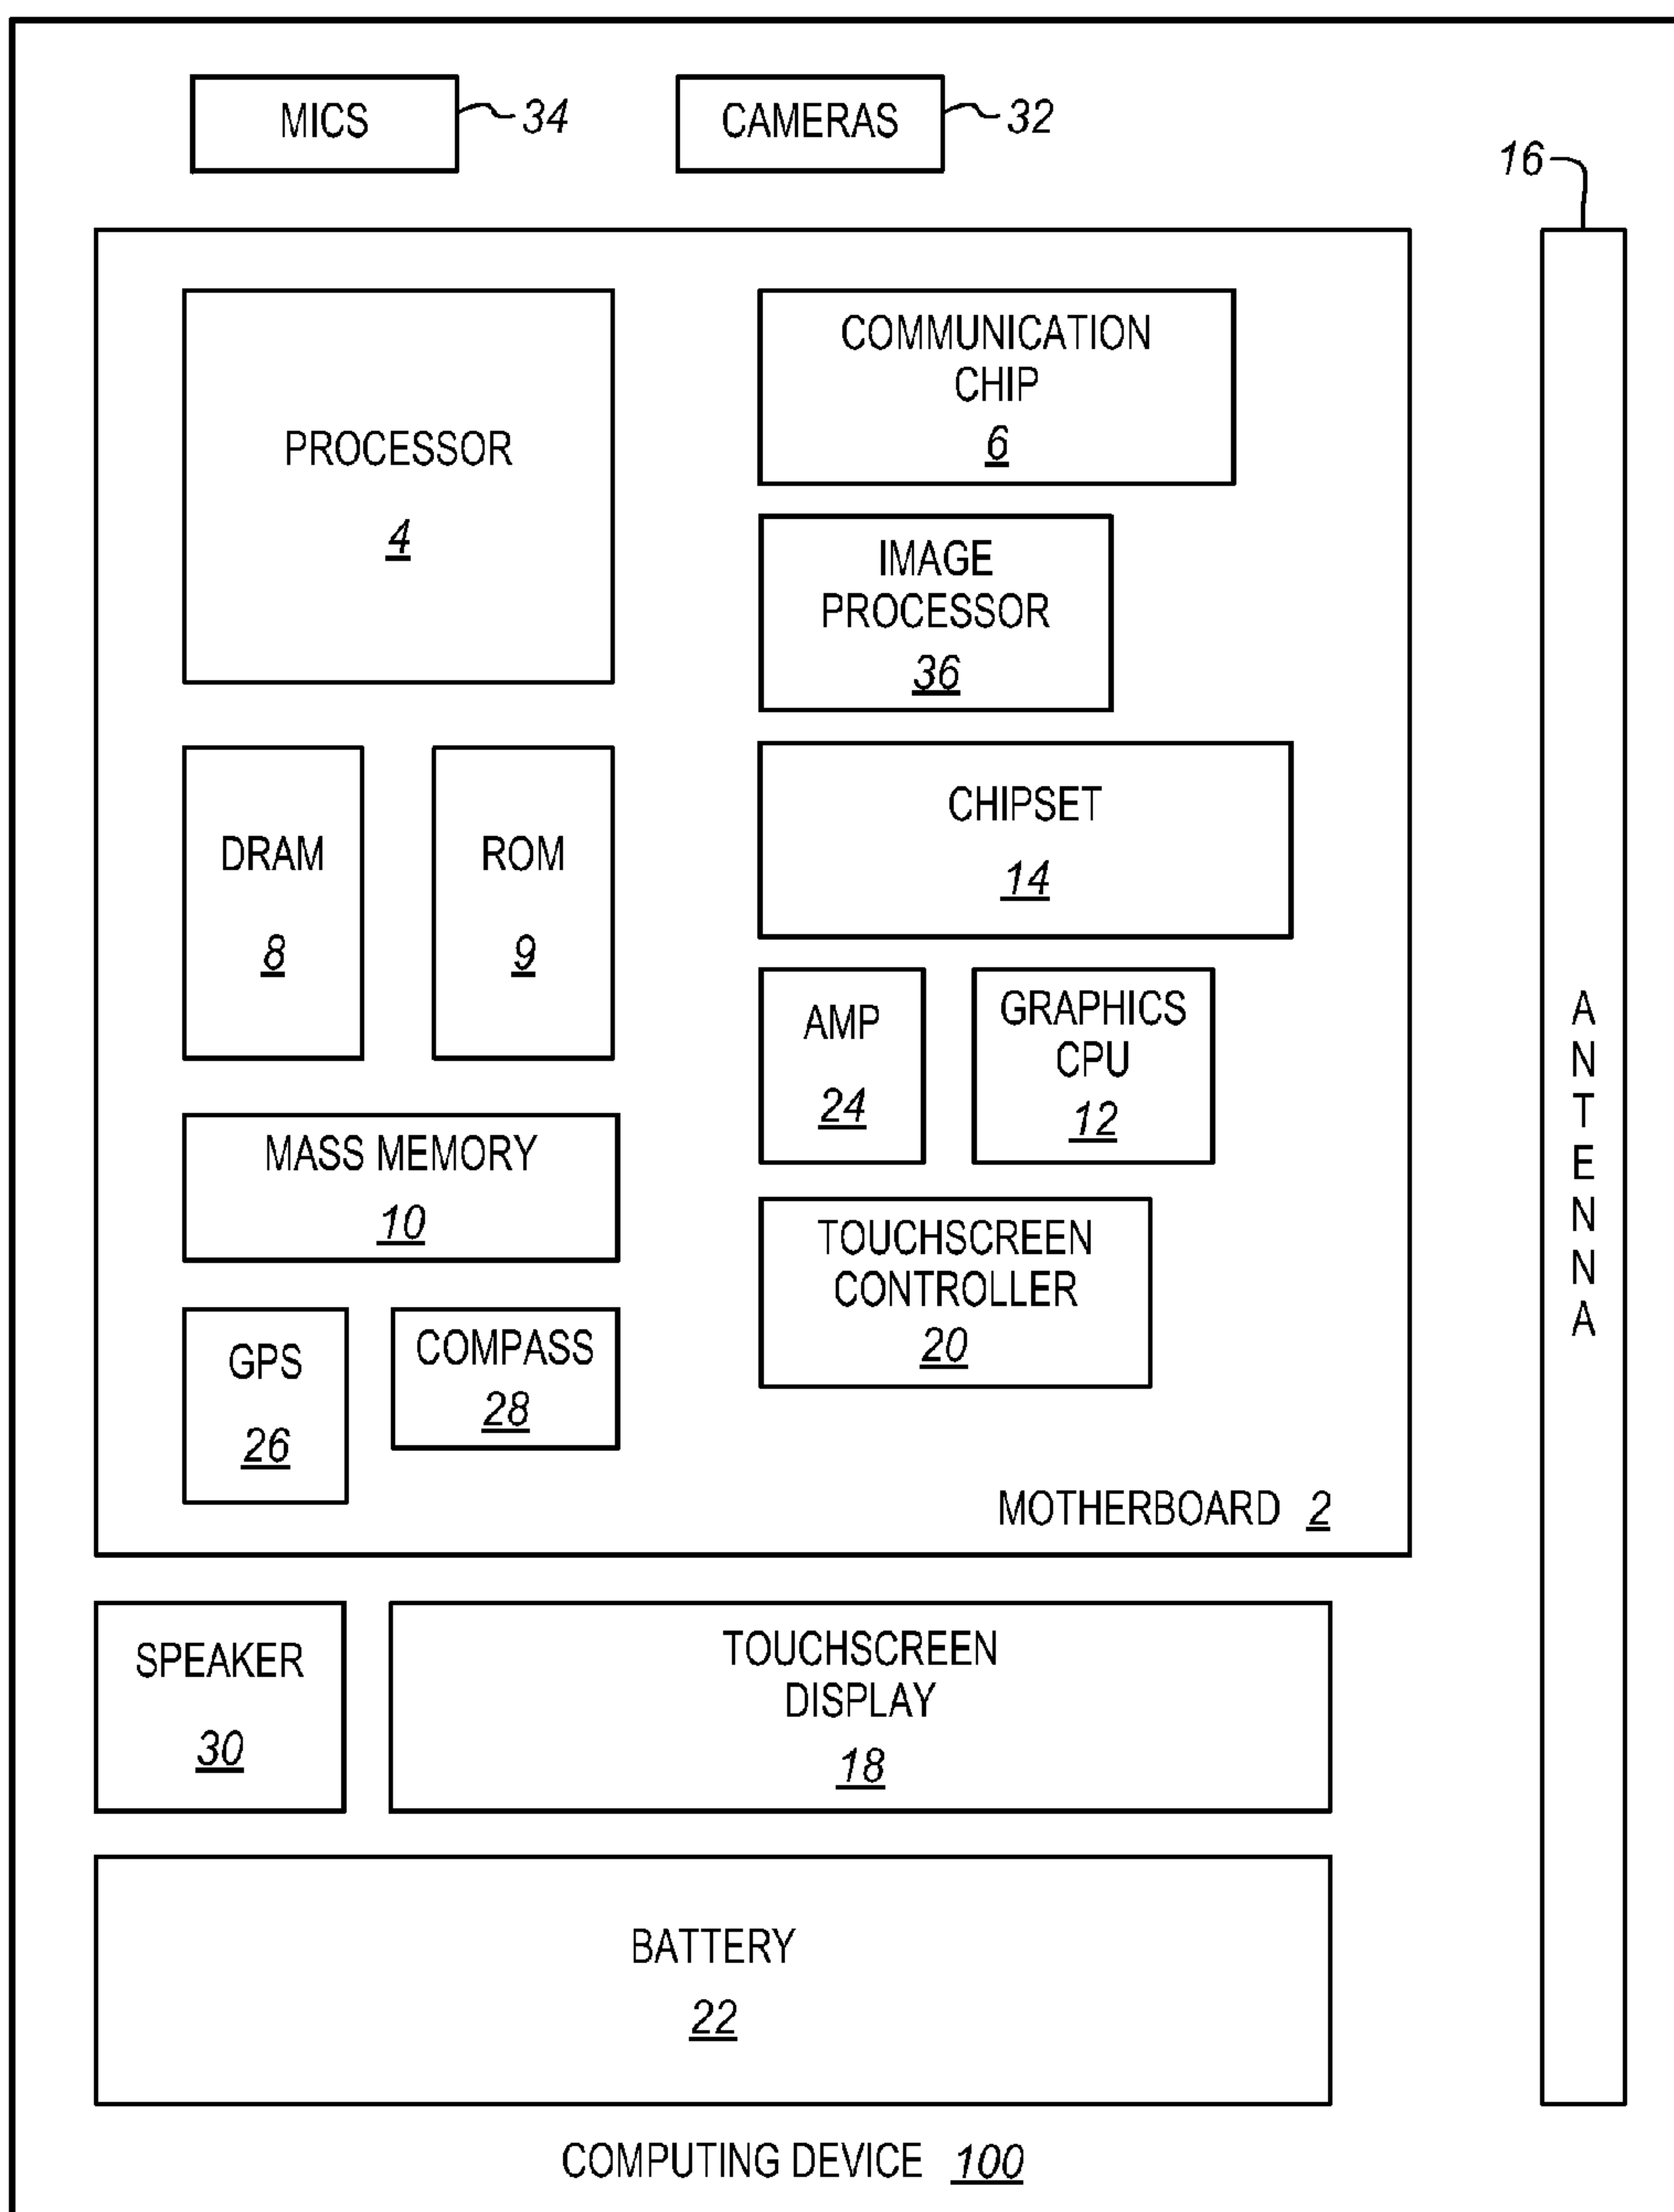 MICS
34
CAMERAS
32
16
PROCESSOR
4
COMMUNICATION
CHIP
6
IMAGE
PROCESSOR
36
DRAM
8
ROM
9
CHIPSET
14
AMP
24
GRAPHICS
CPU
12
MASS MEMORY
10
TOUCHSCREEN
CONTROLLER
20
GPS
26
COMPASS
28
MOTHERBOARD 2
ANTENNA
SPEAKER
30
TOUCHSCREEN
DISPLAY
18
BATTERY
22
COMPUTING DEVICE 100